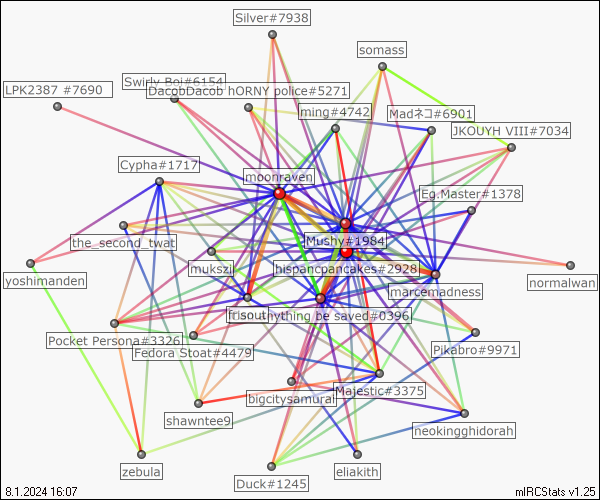 Silver#7938
somass
Swirly Boi#6154
LPK2387 #7690
DacobDacob hORNY police#5271
ming#4742
Madネコ#6901
JKOUYH VIII#7034
Cypha#1717
moonraven
Eg.Master#1378
the_second_twat
Mushy#1984
mukszi
hispancpancakes#2928
yoshimanden
normalwan
marcemadness
frisout
nything be saved#0396
Pocket Persona#3326
Fedora Stoat#4479
Pikabro#9971
bigcitysamurai
Majestic#3375
shawntee9
neokingghidorah
zebula
Duck#1245
eliakith
8.1.2024 16:07
mIRCStats v1.25